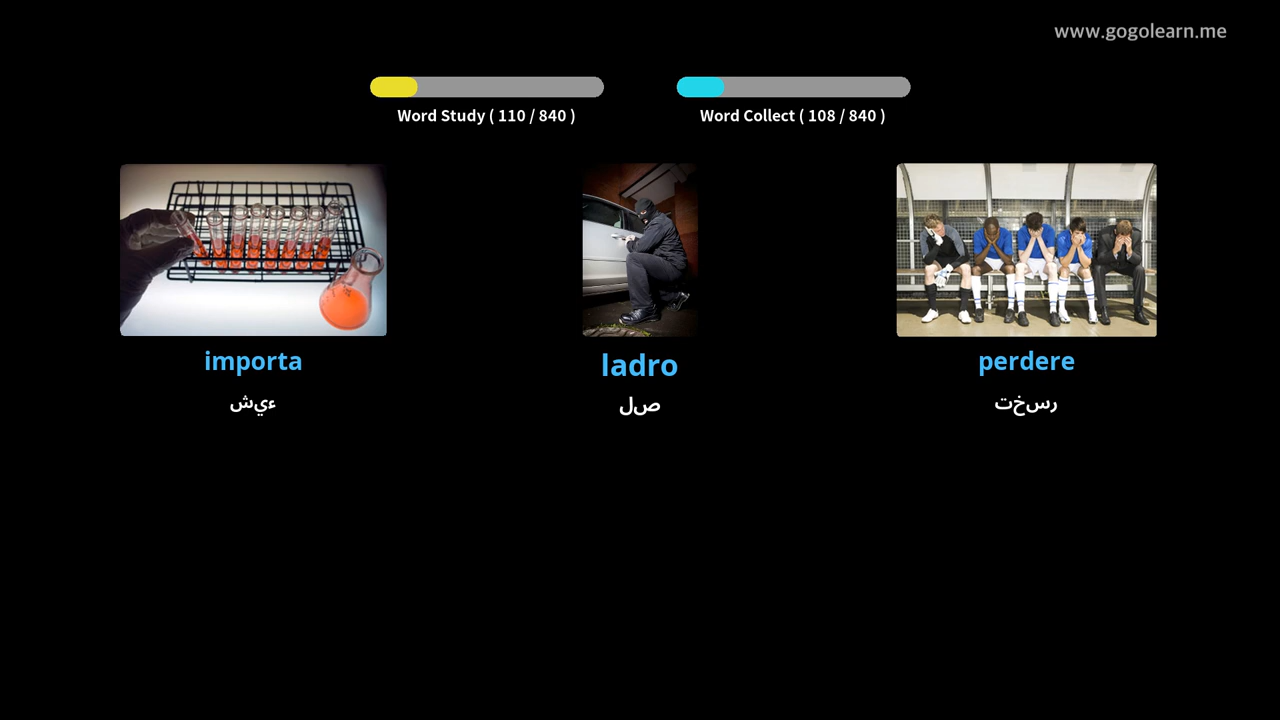 www.gogolearn.me
Word Study ( 110 / 840 )
Word Collect ( 108 / 840 )
importa
ءيش
ladro
صل
perdere
رسخت